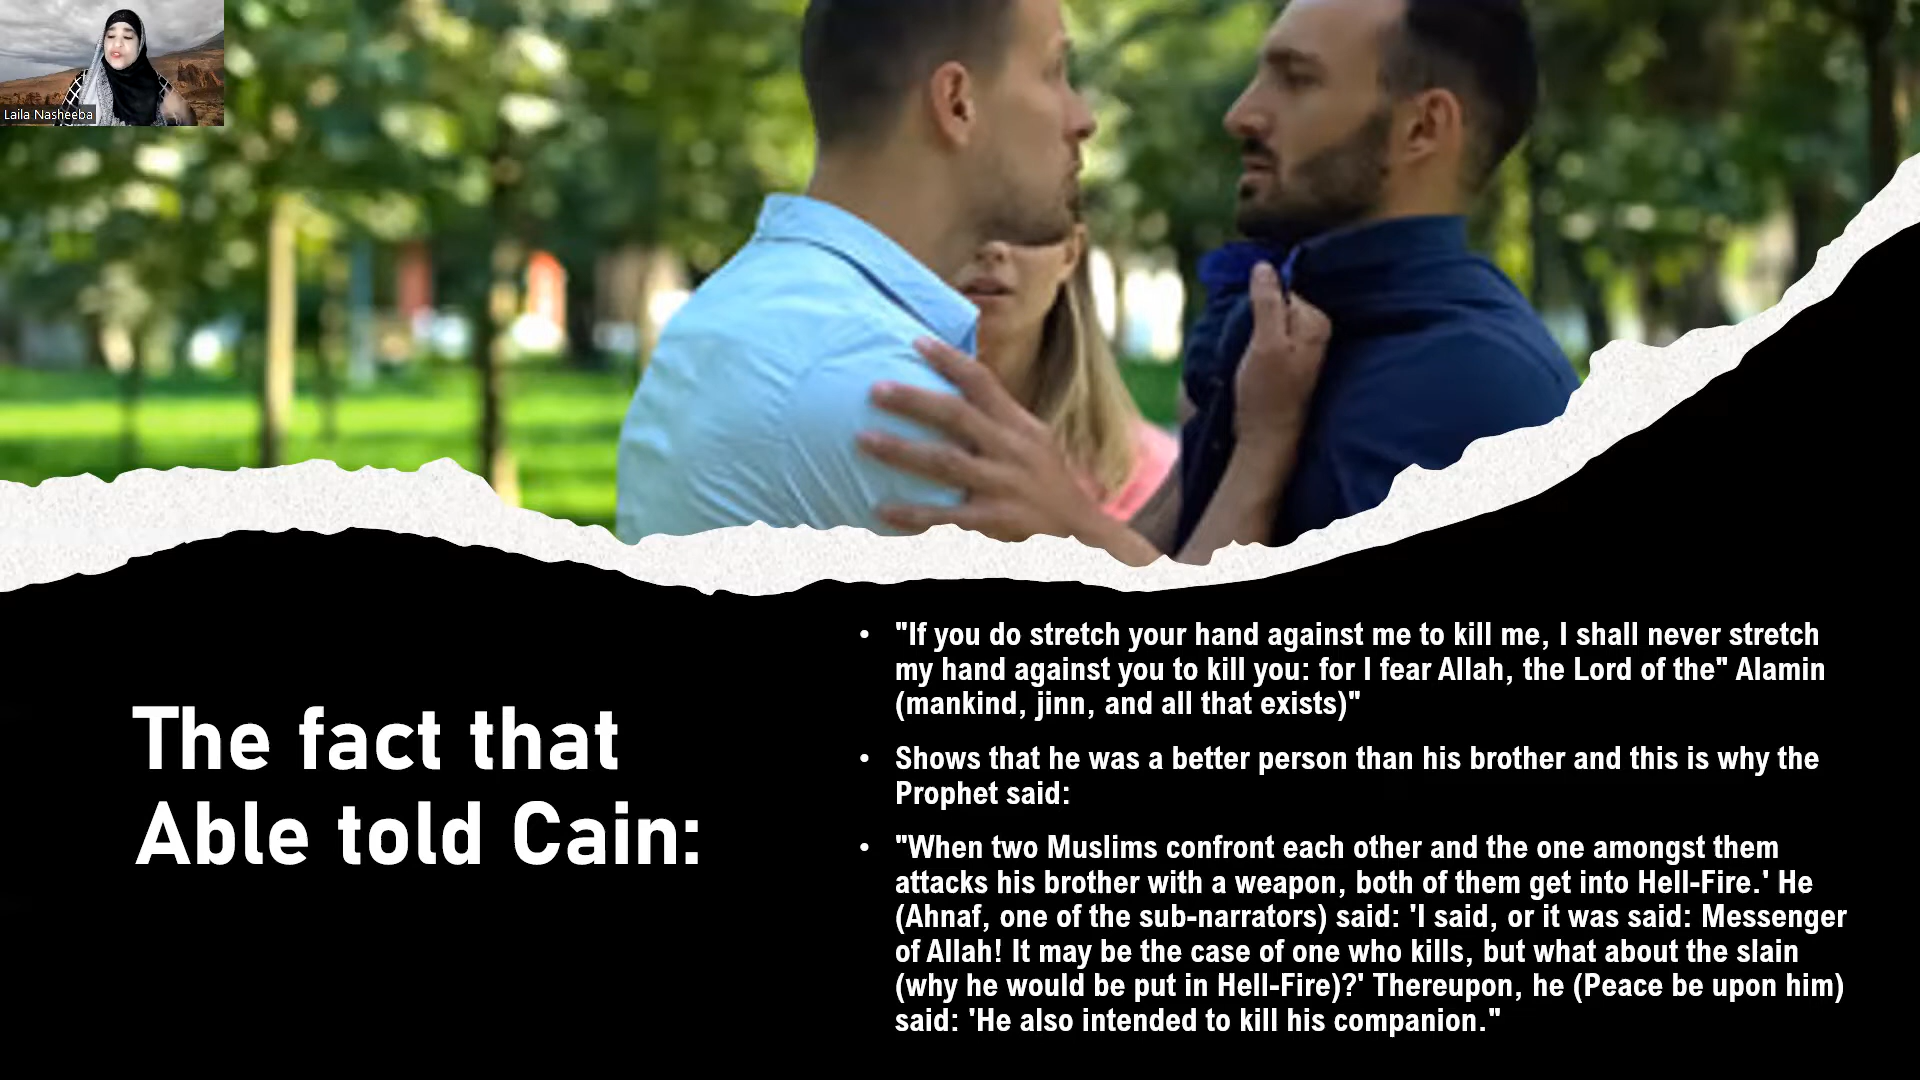 Laila Nasheeba
The fact that
Able told Cain:
• "If you do stretch your hand against me to kill me, I shall never stretch
my hand against you to kill you: for I fear Allah, the Lord of the" Alamin
(mankind, jinn, and all that exists)"
• Shows that he was a better person than his brother and this is why the
Prophet said:
• "When two Muslims confront each other and the one amongst them
attacks his brother with a weapon, both of them get into Hell-Fire.' He
(Ahnaf, one of the sub-narrators) said: 'I said, or it was said: Messenger
of Allah! It may be the case of one who kills, but what about the slain
(why he would be put in Hell-Fire)?' Thereupon, he (Peace be upon him)
said: 'He also intended to kill his companion."